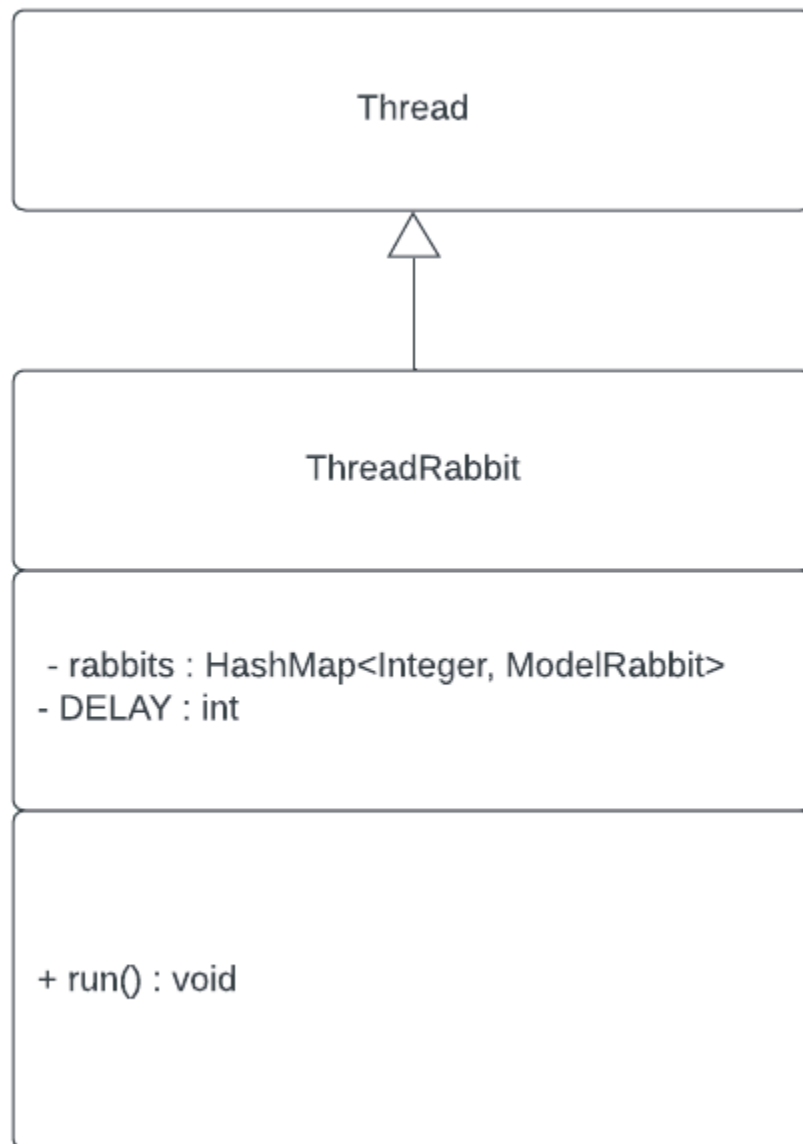 Thread
ThreadRabbit
- rabbits : HashMap<Integer, ModelRabbit>
- DELAY : int
+ run() : void